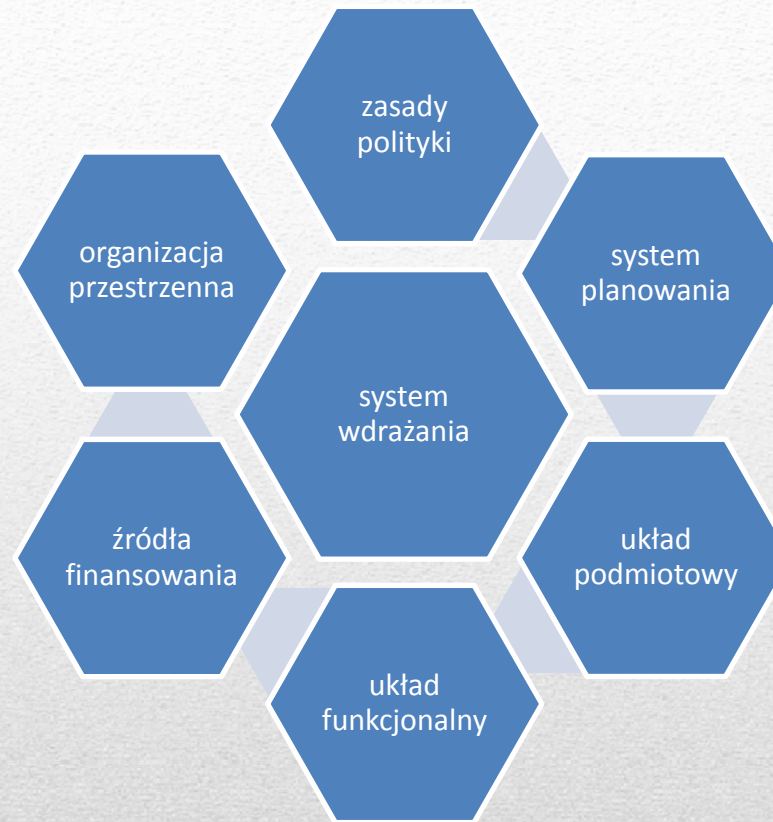 zasady
polityki
organizacja
przestrzenna
system
planowania
system
wdrażania
źródła
finansowania
układ
podmiotowy
układ
funkcjonalny